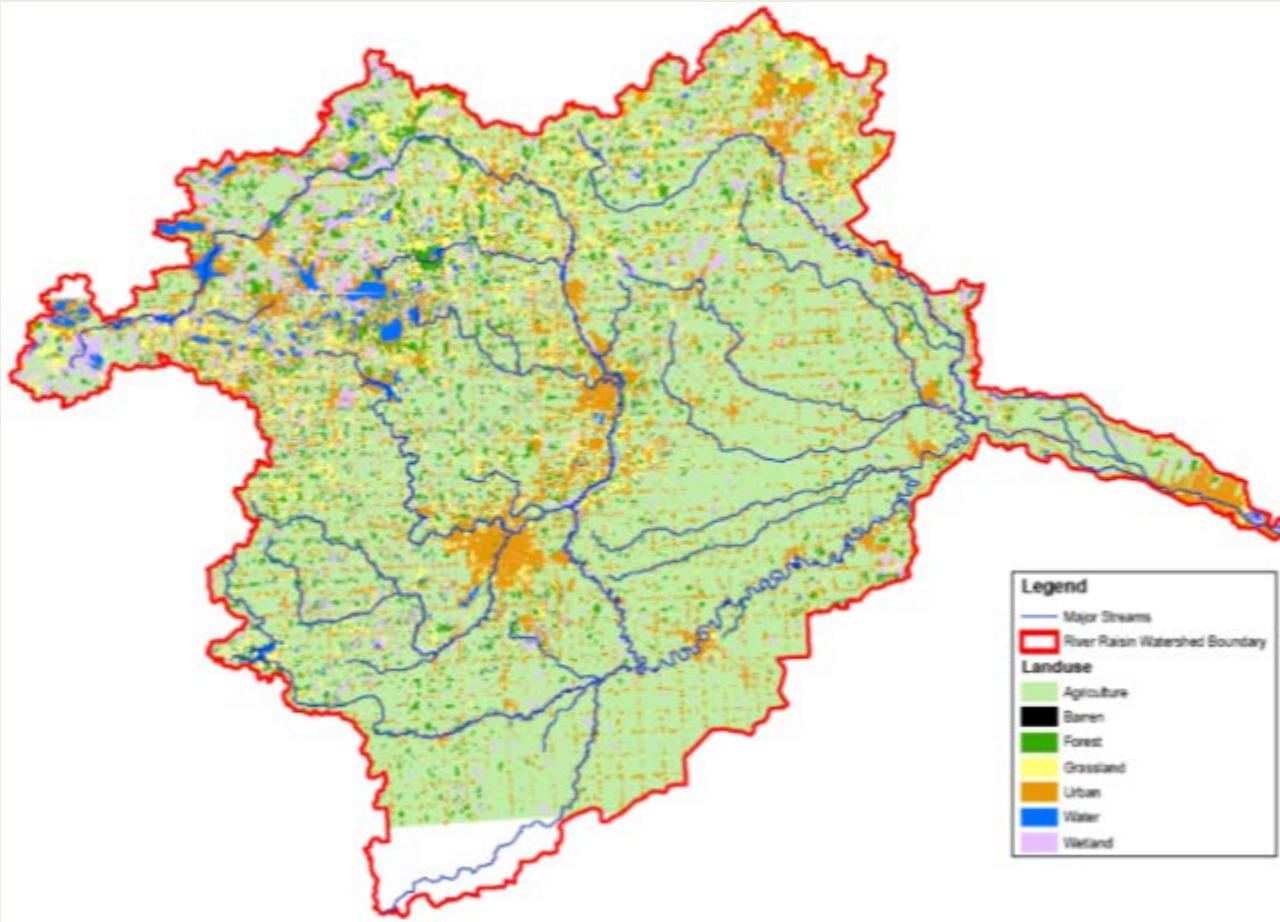 Legend
Major Streams
River Raisin Watershed Boundary
Landuse
Agriculture
Barren
Forest
Grassland
Urban
Water
Wetland